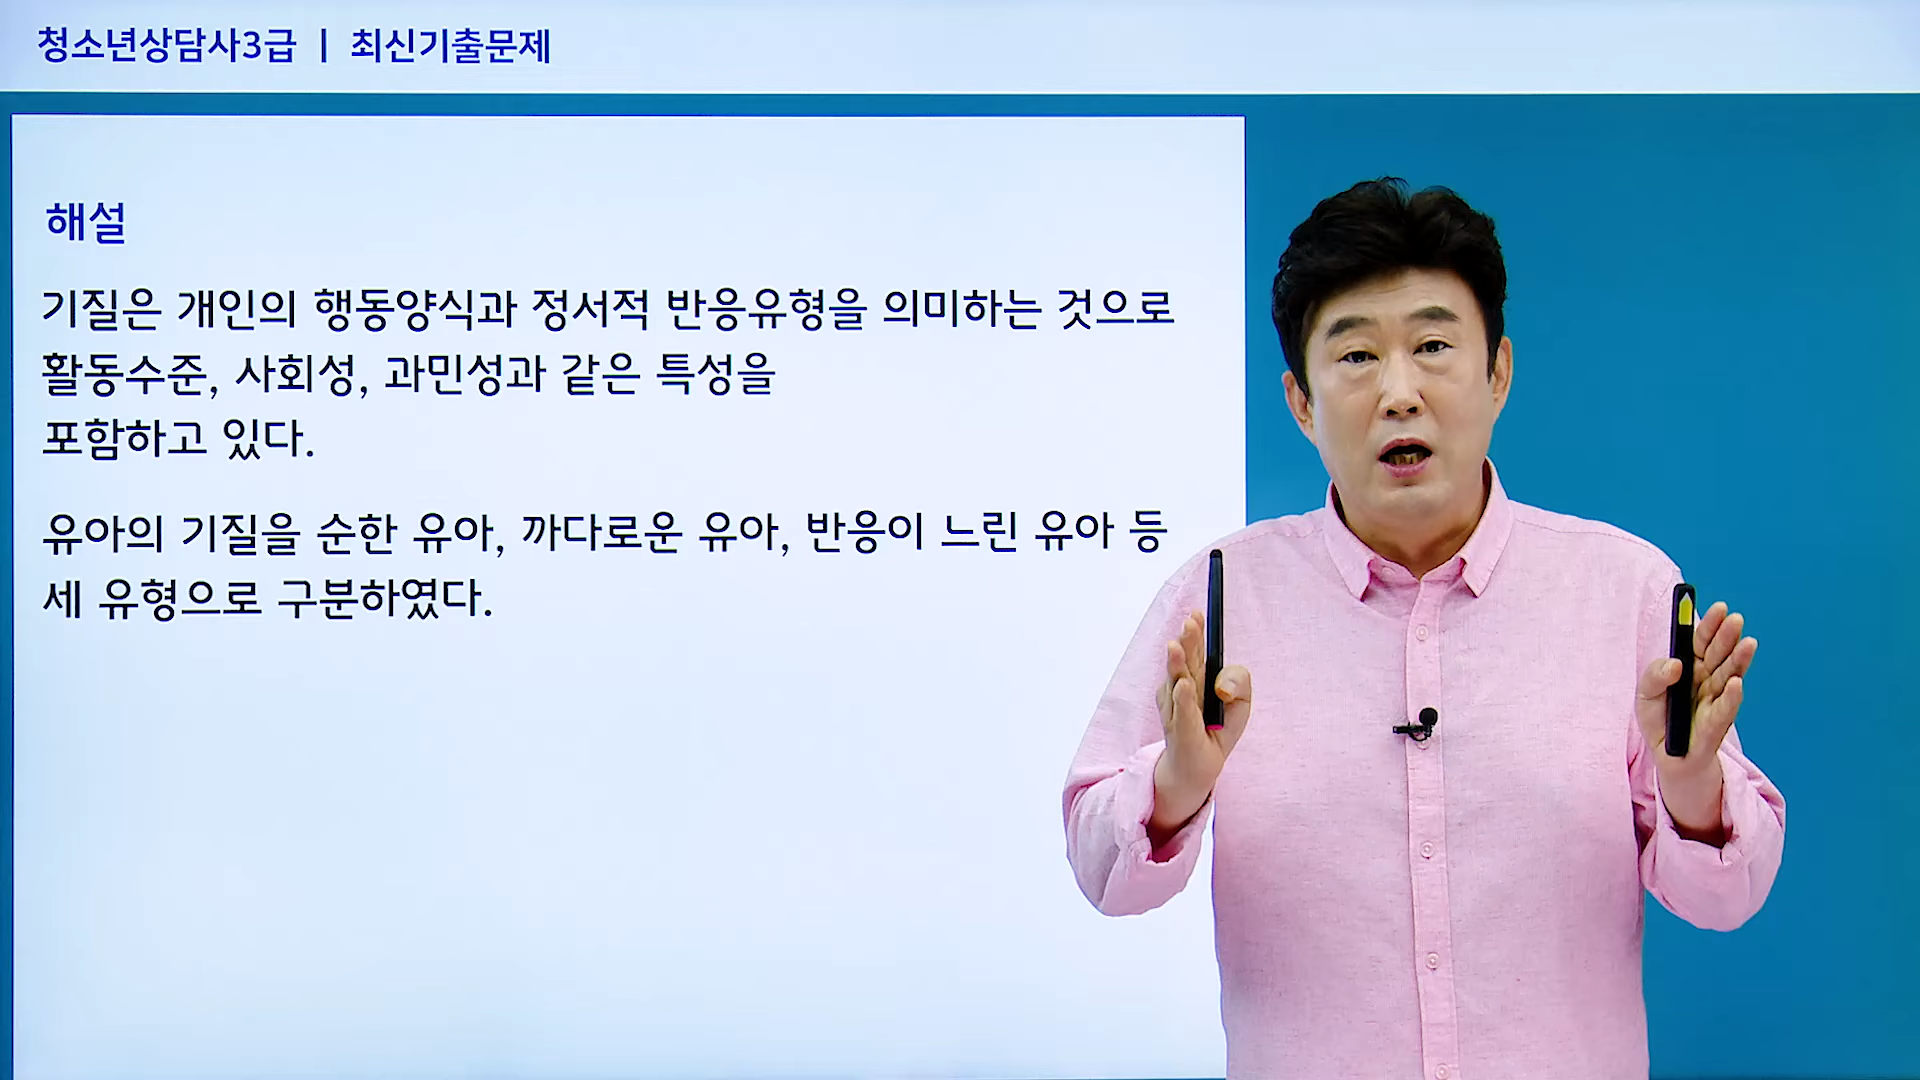 청소년상담사3급 | 최신기출문제
해설
기질은 개인의 행동양식과 정서적 반응유형을 의미하는 것으로
활동수준, 사회성, 과민성과 같은 특성을
포함하고 있다.
유아의 기질을 순한 유아, 까다로운 유아, 반응이 느린 유아 등
세 유형으로 구분하였다.